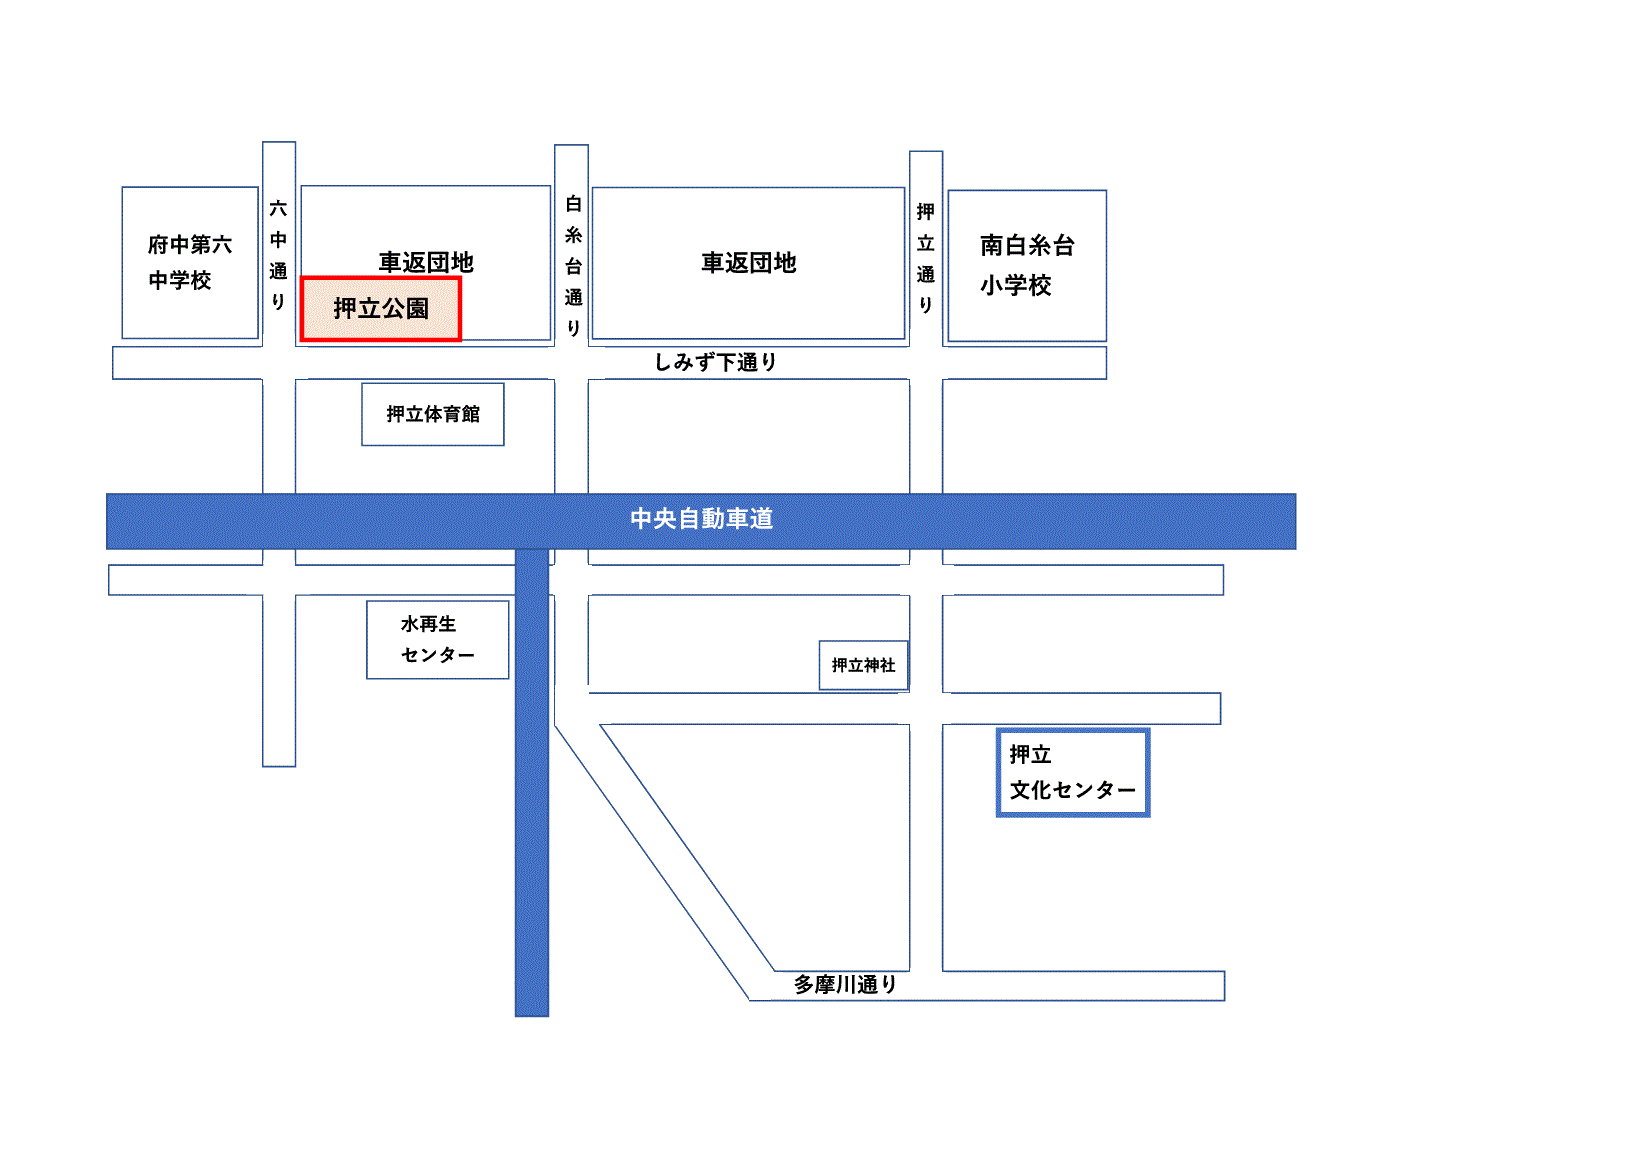 府中第六
中学校
六中通り
車返団地
押立公園
白糸台通り
車返団地
押立通り
南白糸台
小学校
しみず下通り
押立体育館
中央自動車道
水再生
センター
押立神社
押立
文化センター
多摩川通り